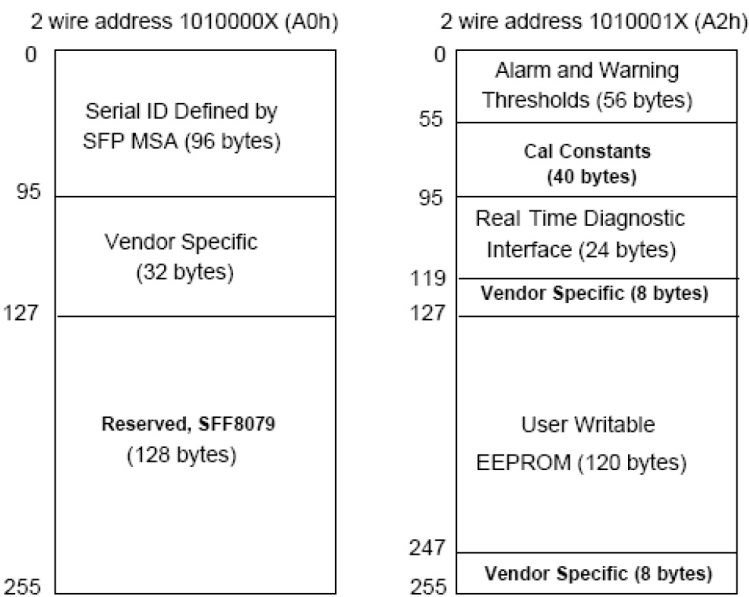 2 wire address 1010000X (A0h)
0
Serial ID Defined by
SFP MSA (96 bytes)
95
Vendor Specific
(32 bytes)
127
Reserved, SFF8079
(128 bytes)
255
2 wire address 1010001X (A2h)
0
Alarm and Warning
Thresholds (56 bytes)
55
Cal Constants
(40 bytes)
95
Real Time Diagnostic
Interface (24 bytes)
119
Vendor Specific (8 bytes)
127
User Writable
EEPROM (120 bytes)
247
Vendor Specific (8 bytes)
255